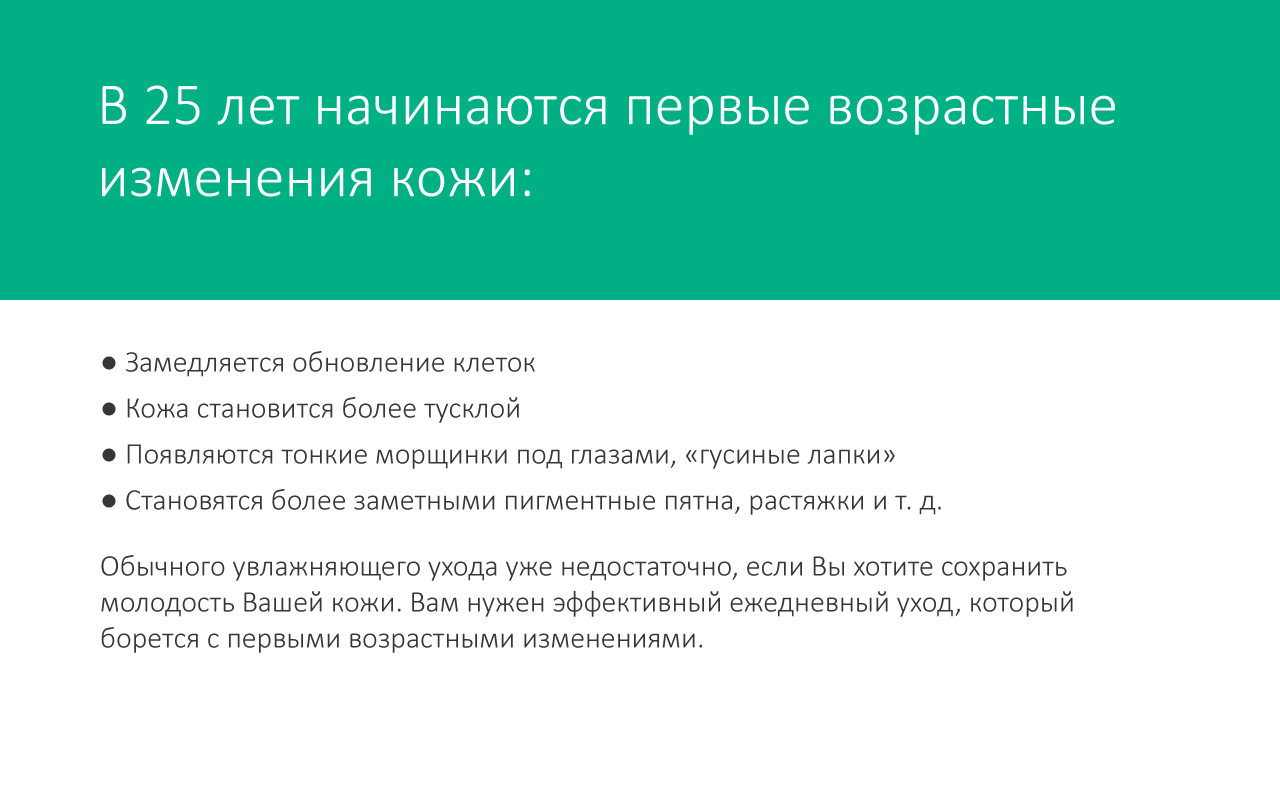 В 25 лет начинаются первые возрастные
изменения кожи:
● Замедляется обновление клеток
● Кожа становится более тусклой
● Появляются тонкие морщинки под глазами, «гусиные лапки»
● Становятся более заметными пигментные пятна, растяжки и т. д.
Обычного увлажняющего ухода уже недостаточно, если Вы хотите сохранить
молодость Вашей кожи. Вам нужен эффективный ежедневный уход, который
борется с первыми возрастными изменениями.